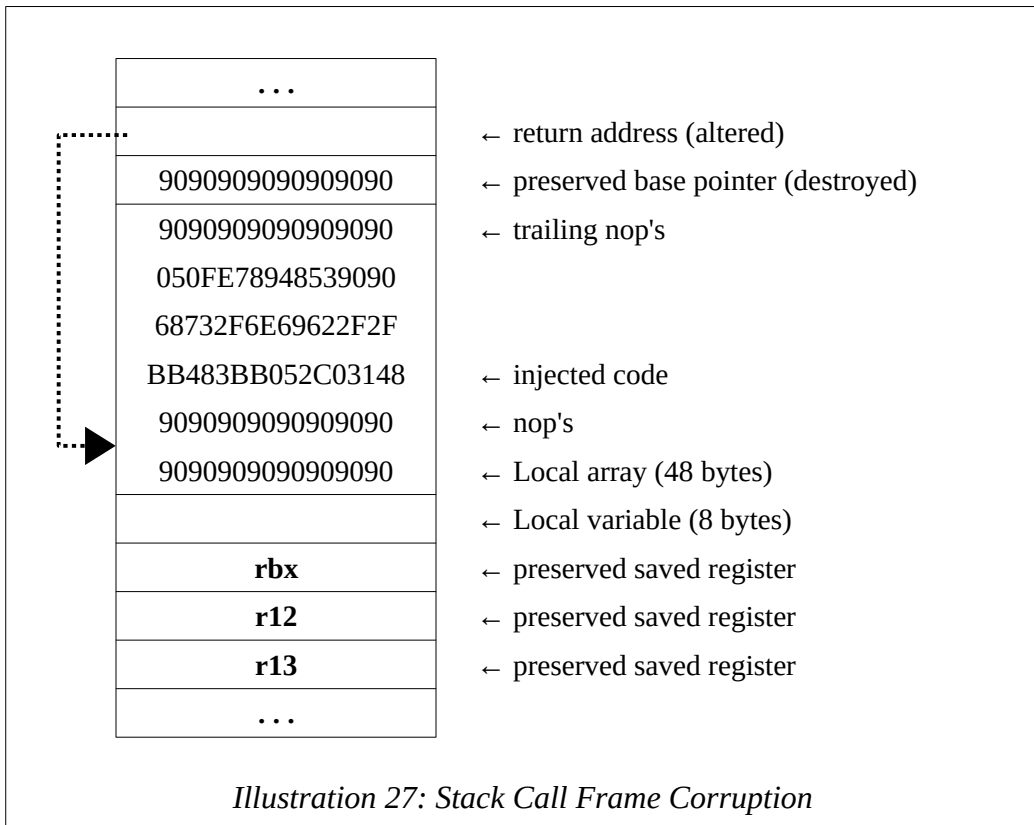 . . .
← return address (altered)
9090909090909090 ← preserved base pointer (destroyed)
9090909090909090 ← trailing nop's
050FE78948539090
68732F6E69622F2F
BB483BB052C03148 ← injected code
9090909090909090 ← nop's
9090909090909090 ← Local array (48 bytes)
← Local variable (8 bytes)
rbx ← preserved saved register
r12 ← preserved saved register
r13 ← preserved saved register
. . .
Illustration 27: Stack Call Frame Corruption